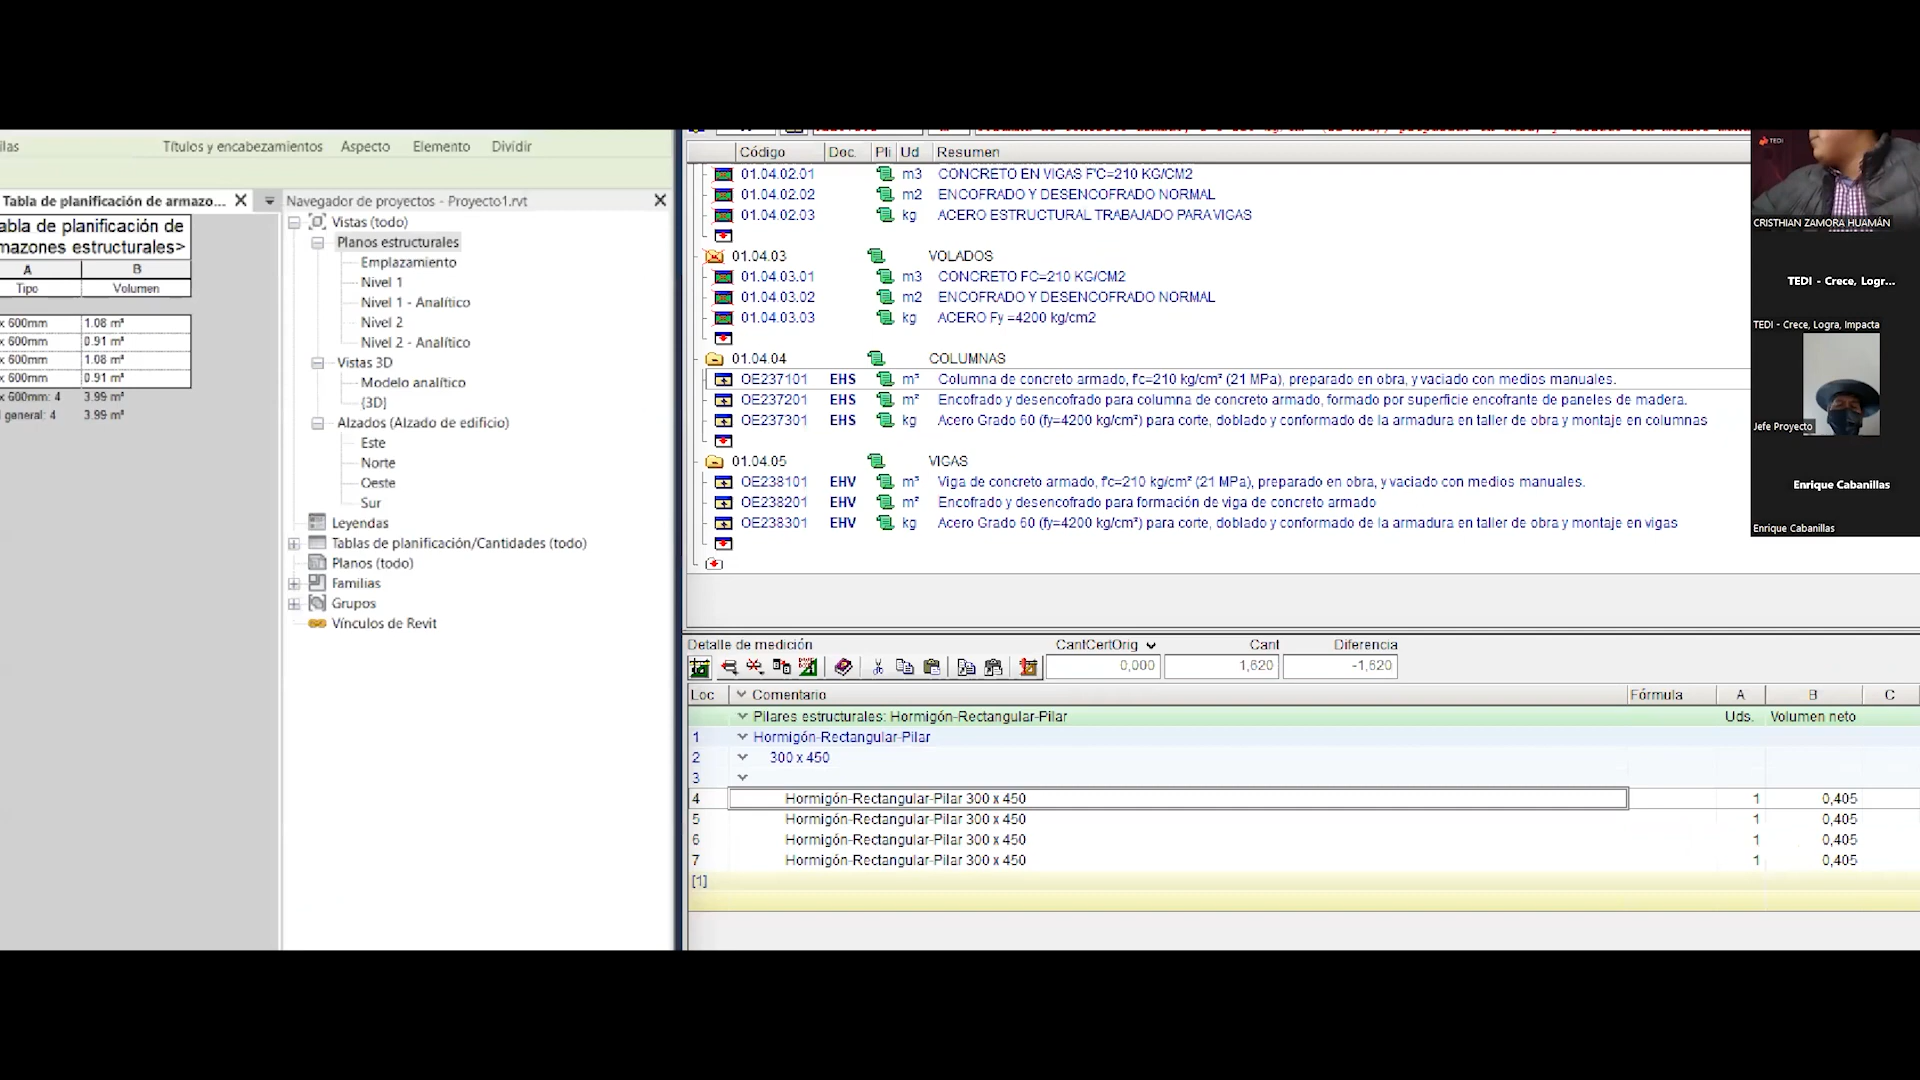 ilas Títulos y encabezamientos Aspecto Elemento Dividir
Tabla de planificación de armazo...
abla de planificación de
mazones estructurales>
A B
Tipo Volumen
x 600mm 1.08 m³
x 600mm 0.91 m³
x 600mm 1.08 m³
x 600mm 0.91 m³
x 600mm: 4 3.99 m³
l general: 4 3.99 m³
Navegador de proyectos - Proyecto1.rvt
Vistas (todo)
Planos estructurales
Emplazamiento
Nivel 1
Nivel 1 - Analítico
Nivel 2
Nivel 2 - Analítico
Vistas 3D
Modelo analítico
{3D}
Alzados (Alzado de edificio)
Este
Norte
Oeste
Sur
Leyendas
Tablas de planificación/Cantidades (todo)
Planos (todo)
Familias
Grupos
Vínculos de Revit
Código Doc. Pli Ud Resumen
01.04.02.01 m3 CONCRETO EN VIGAS F'C=210 KG/CM2
01.04.02.02 m2 ENCOFRADO Y DESENCOFRADO NORMAL
01.04.02.03 kg ACERO ESTRUCTURAL TRABAJADO PARA VIGAS
01.04.03 VOLADOS
01.04.03.01 m3 CONCRETO FC=210 KG/CM2
01.04.03.02 m2 ENCOFRADO Y DESENCOFRADO NORMAL
01.04.03.03 kg ACERO Fy =4200 kg/cm2
01.04.04 COLUMNAS
OE237101 EHS m³ Columna de concreto armado, f'c=210 kg/cm² (21 MPa), preparado en obra, y vaciado con medios manuales.
OE237201 EHS m² Encofrado y desencofrado para columna de concreto armado, formado por superficie encofrante de paneles de madera.
OE237301 EHS kg Acero Grado 60 (fy=4200 kg/cm²) para corte, doblado y conformado de la armadura en taller de obra y montaje en columnas
01.04.05 VIGAS
OE238101 EHV m³ Viga de concreto armado, f'c=210 kg/cm² (21 MPa), preparado en obra, y vaciado con medios manuales.
OE238201 EHV m² Encofrado y desencofrado para formación de viga de concreto armado
OE238301 EHV kg Acero Grado 60 (fy=4200 kg/cm²) para corte, doblado y conformado de la armadura en taller de obra y montaje en vigas
Detalle de medición CantCertOrig Cant Diferencia
0,000 1,620 -1,620
Loc Comentario Fórmula A B C
Pilares estructurales: Hormigón-Rectangular-Pilar Uds. Volumen neto
1 Hormigón-Rectangular-Pilar
2 300 x 450
3
4 Hormigón-Rectangular-Pilar 300 x 450 1 0,405
5 Hormigón-Rectangular-Pilar 300 x 450 1 0,405
6 Hormigón-Rectangular-Pilar 300 x 450 1 0,405
7 Hormigón-Rectangular-Pilar 300 x 450 1 0,405
[1]
TEDI
CRISTHIAN ZAMORA HUAMÁN
TEDI - Crece, Logr...
TEDI - Crece, Logra, Impacta
Jefe Proyecto
Enrique Cabanillas
Enrique Cabanillas